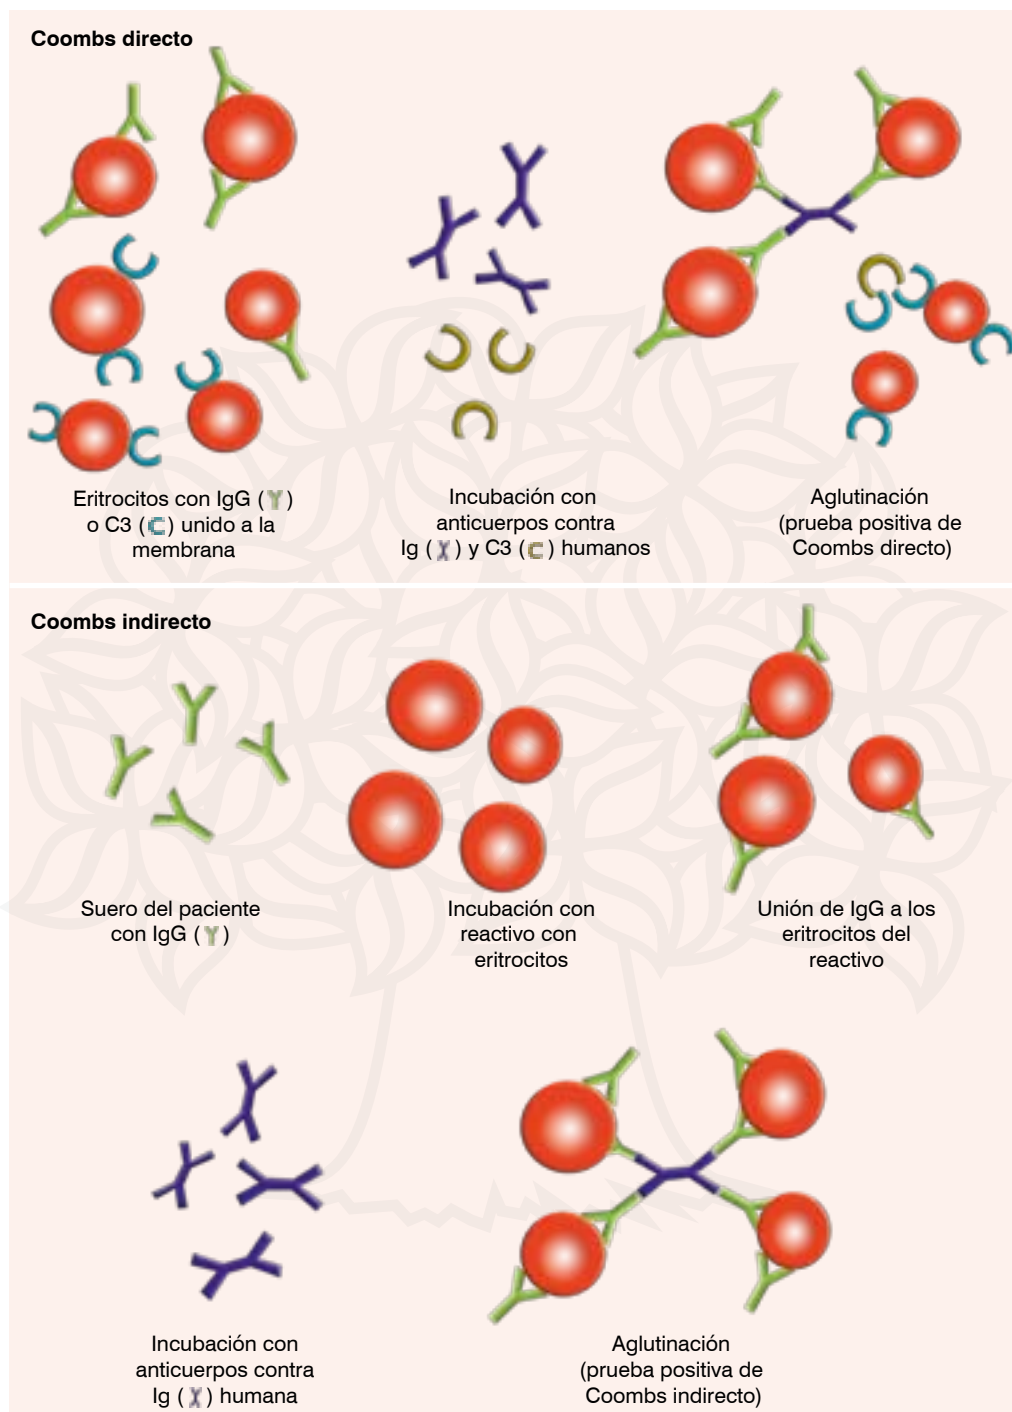 Coombs directo
Eritrocitos con IgG ( )
o C3 ( ) unido a la
membrana
Incubación con
anticuerpos contra
Ig ( ) y C3 ( ) humanos
Aglutinación
(prueba positiva de
Coombs directo)
Coombs indirecto
Suero del paciente
con IgG ( )
Incubación con
reactivo con
eritrocitos
Unión de IgG a los
eritrocitos del
reactivo
Incubación con
anticuerpos contra
Ig ( ) humana
Aglutinación
(prueba positiva de
Coombs indirecto)